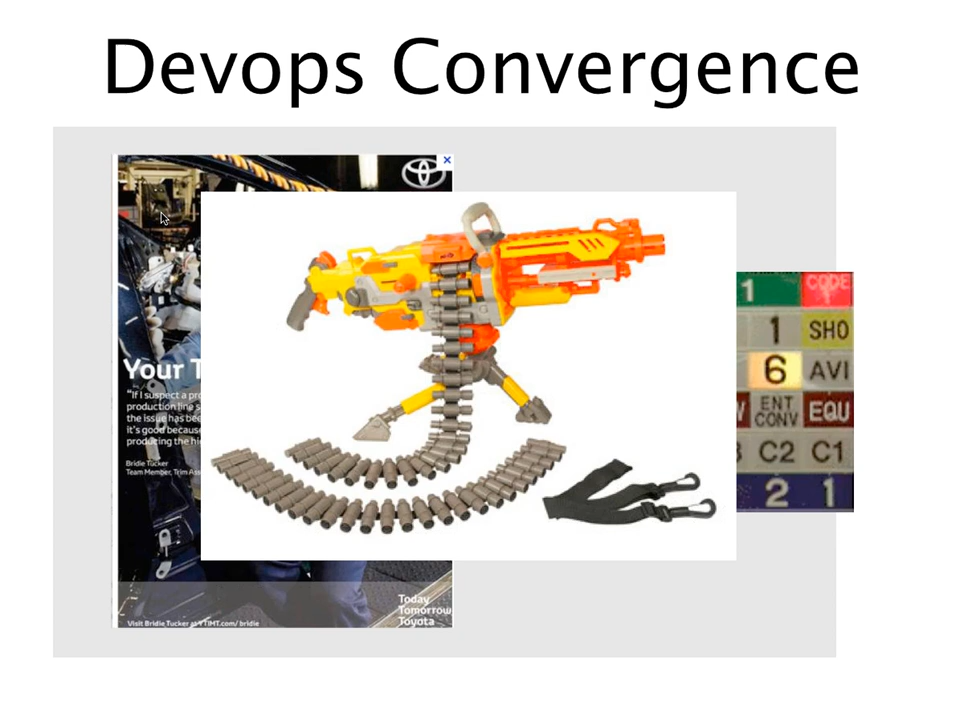 Devops Convergence
Your T
"If I suspect a pr
production line s
the issue has bee
it's good becaus
producing the hi
Bridie Tucker
Team Member, Trim Ass
Visit Bridie Tucker at YTIMT.com/ bridie
Today
Tomorrow
Toyota
1 CODE
1 SHO
6 AVI
ENT
CONV EQU
C2 C1
2 1